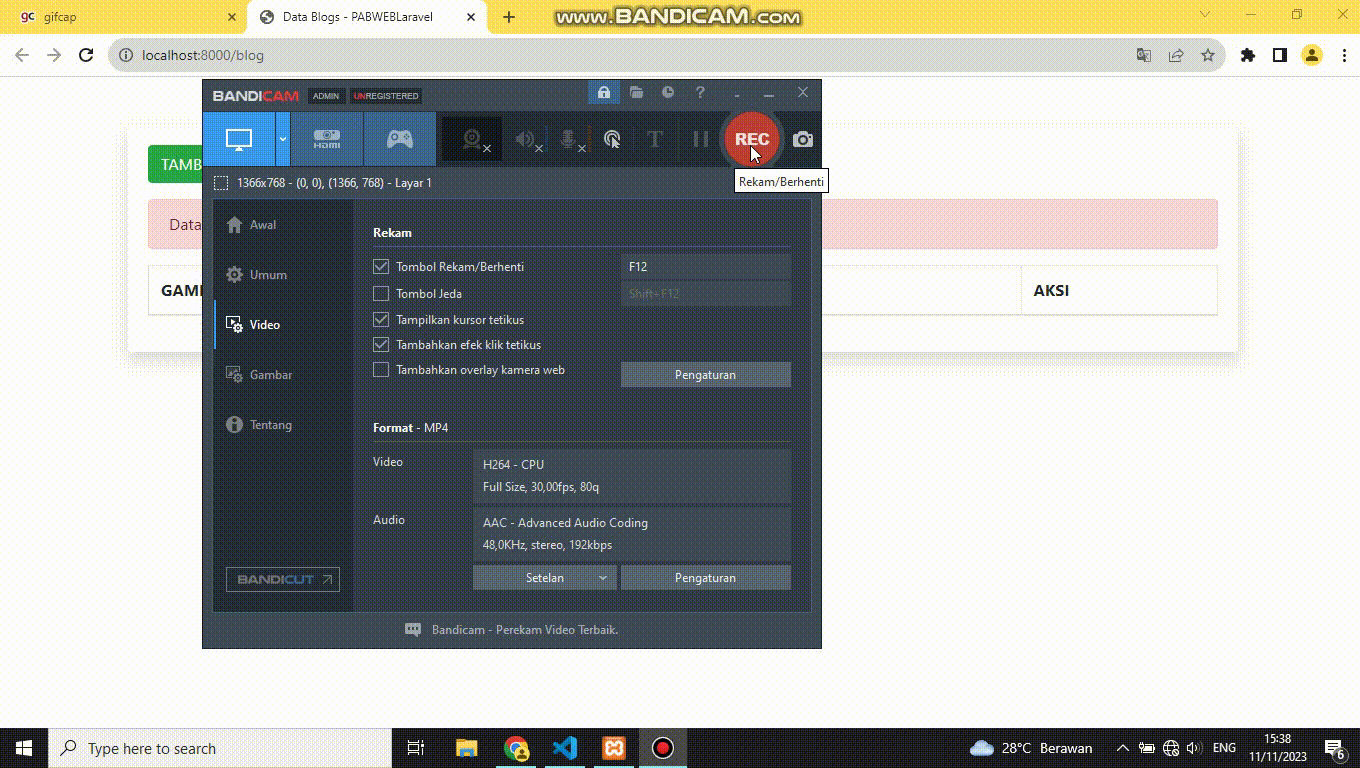 gc gifcap
Data Blogs - PABWEBLaravel
www.BANDICAM.com
localhost:8000/blog
BANDICAM ADMIN UNREGISTERED
?
HDMI
T
REC
1366x768 - (0, 0), (1366, 768) - Layar 1
Rekam/Berhenti
TAMB
Data
GAM
AKSI
Awal
Umum
Video
Gambar
Tentang
BANDICUT
Rekam
Tombol Rekam/Berhenti F12
Tombol Jeda Shift+F12
Tampilkan kursor tetikus
Tambahkan efek klik tetikus
Tambahkan overlay kamera web
Pengaturan
Format - MP4
Video
H264 - CPU
Full Size, 30,00fps, 80q
Audio
AAC - Advanced Audio Coding
48,0KHz, stereo, 192kbps
Setelan Pengaturan
Bandicam - Perekam Video Terbaik.
Type here to search
28°C Berawan
ENG
15:38
11/11/2023
6